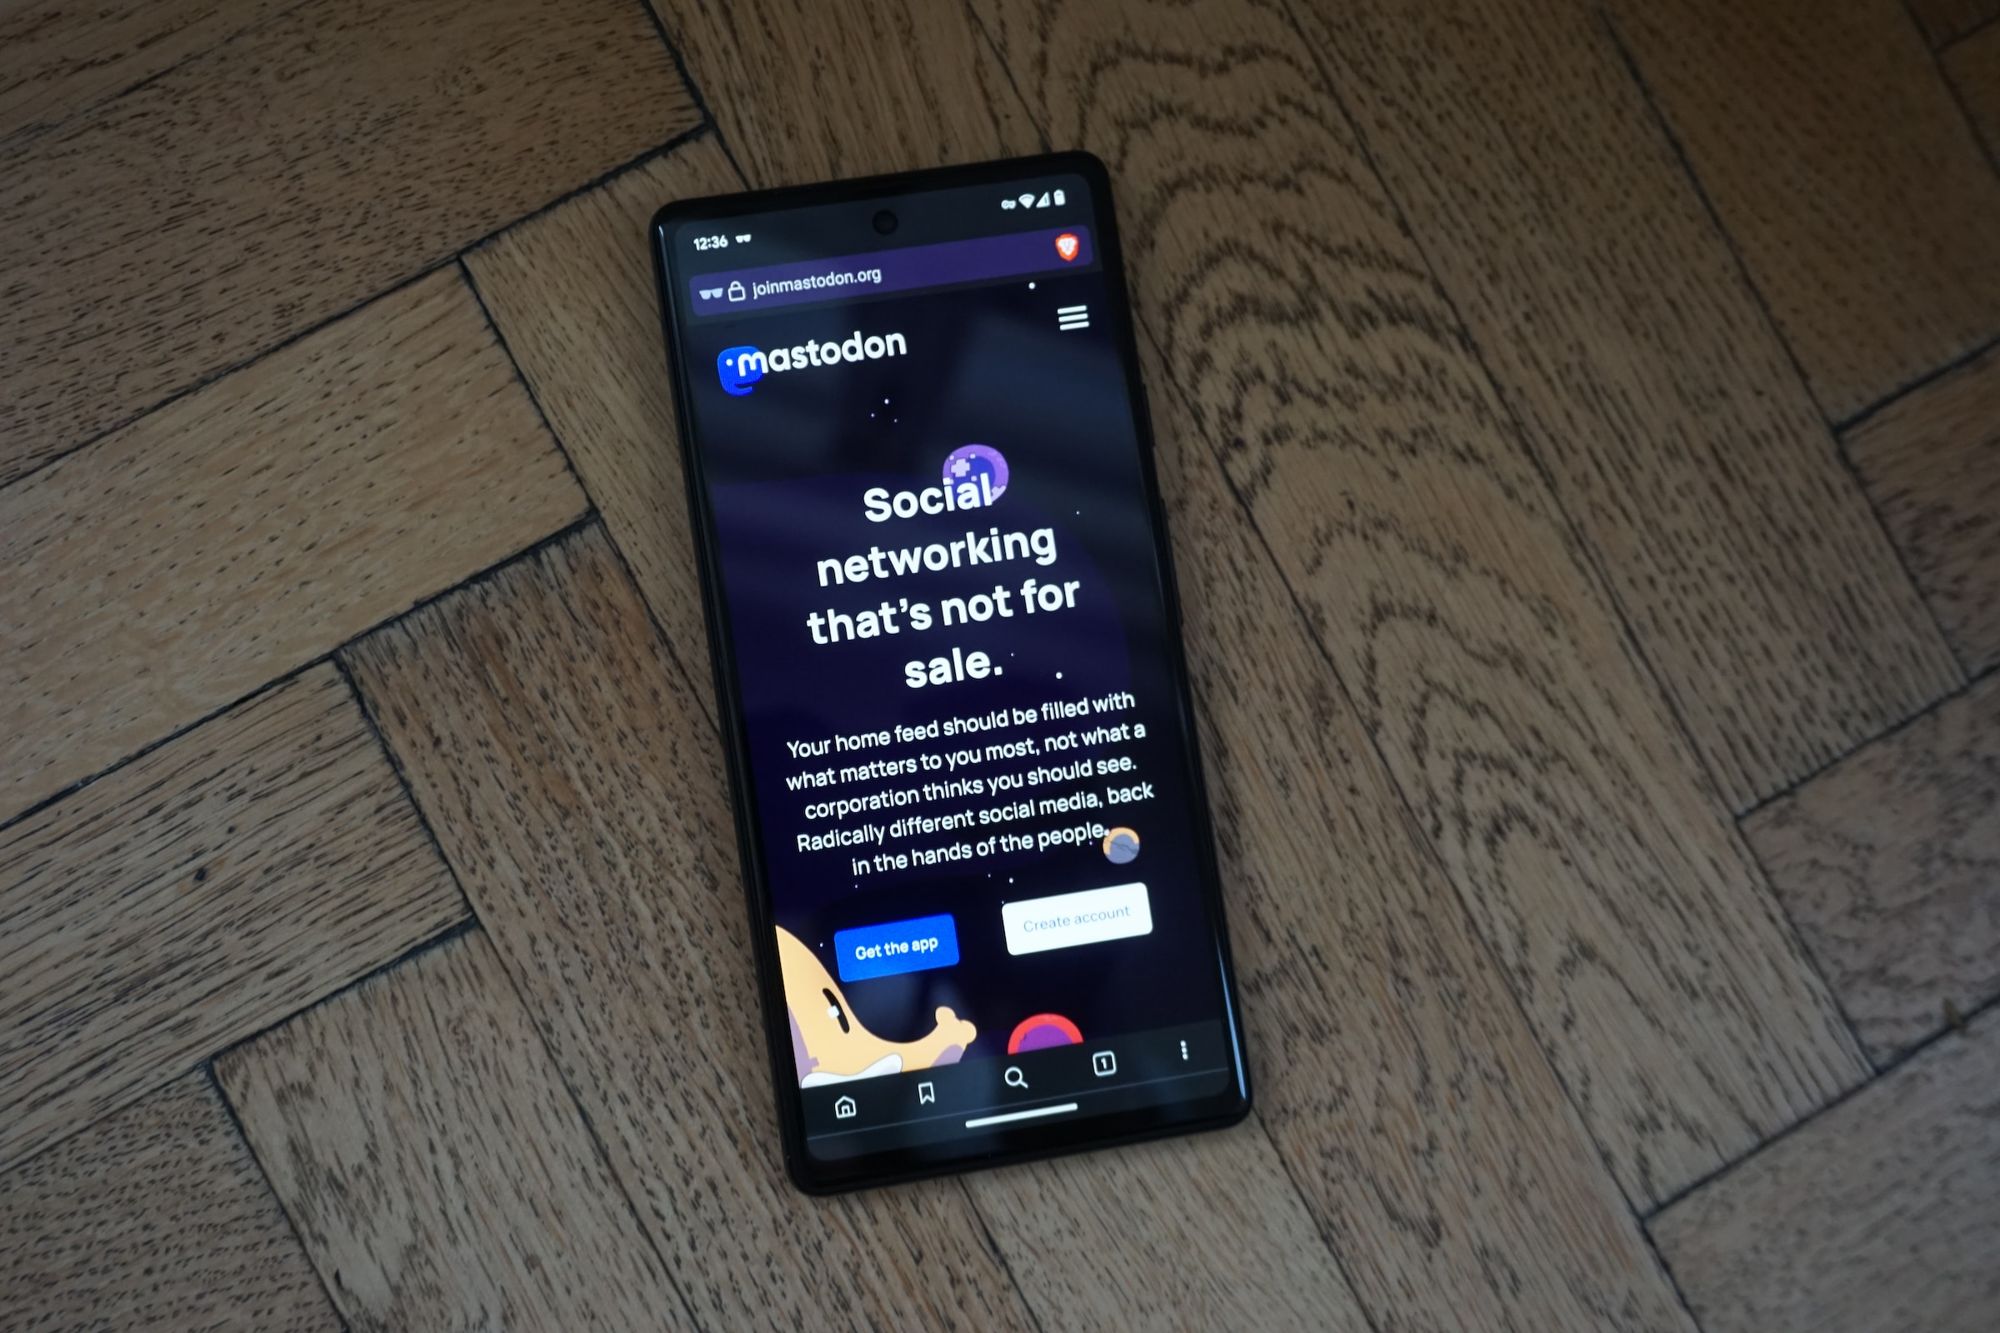 12:36
joinmastodon.org
mastodon
Social
networking
that's not for
sale.
Your home feed should be filled with
what matters to you most, not what a
corporation thinks you should see.
Radically different social media, back
in the hands of the people.
Get the app
Create account
1